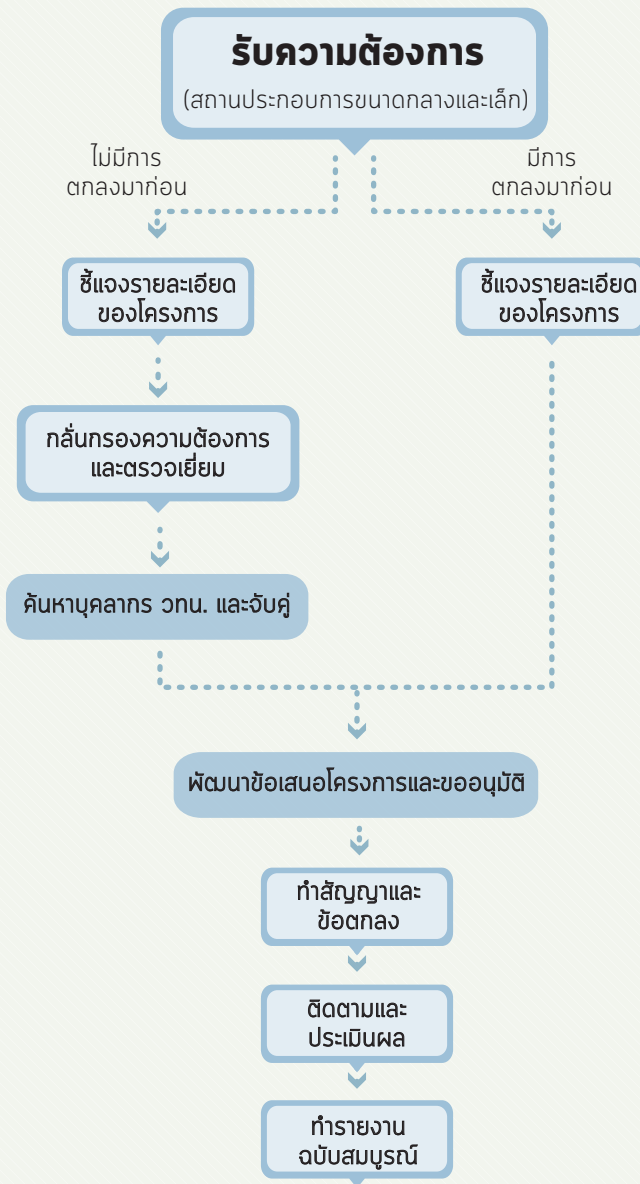 รับความต้องการ
(สถานประกอบการขนาดกลางและเล็ก)
ไม่มีการ
ตกลงมาก่อน
มีการ
ตกลงมาก่อน
ชี้แจงรายละเอียด
ของโครงการ
ชี้แจงรายละเอียด
ของโครงการ
กลั่นกรองความต้องการ
และตรวจเยี่ยม
ค้นหาบุคลากร วทน. และจับคู่
พัฒนาข้อเสนอโครงการและขออนุมัติ
ทำสัญญาและ
ข้อตกลง
ติดตามและ
ประเมินผล
ทำรายงาน
ฉบับสมบูรณ์